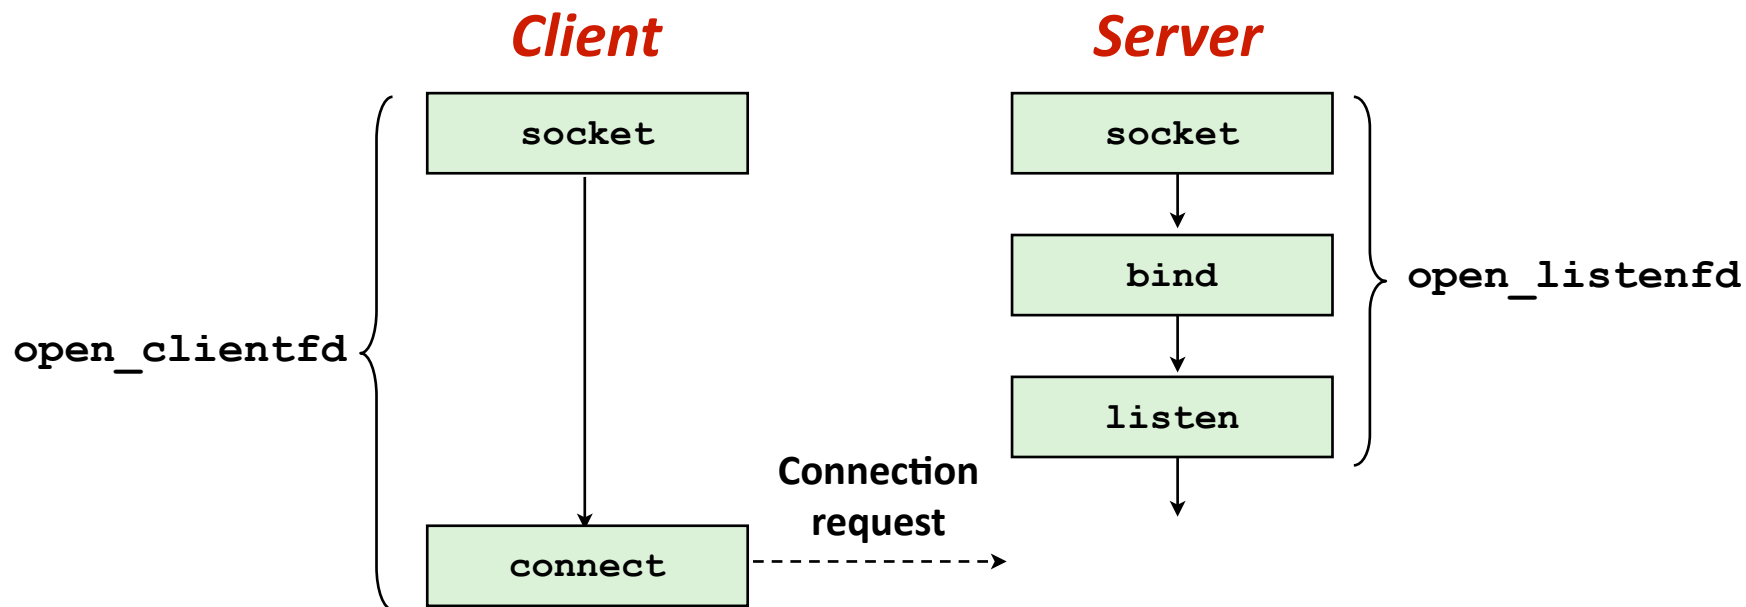 Client
Server
socket
socket
bind
open_listenfd
open_clientfd
listen
Connection
request
connect